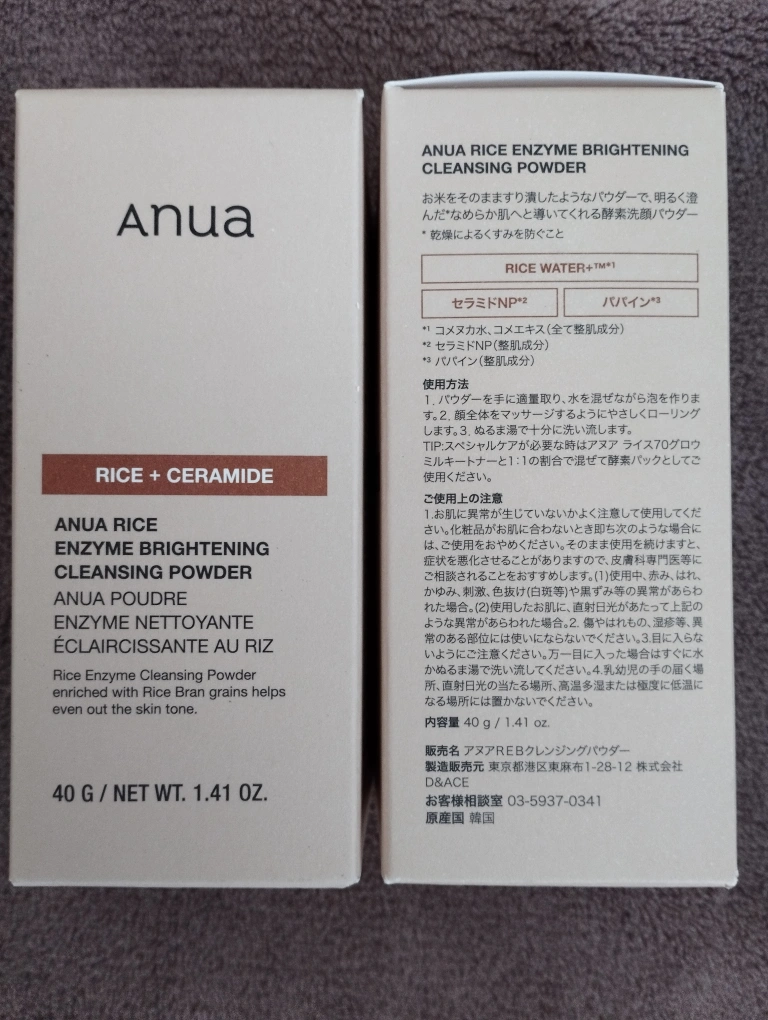 Anua
RICE + CERAMIDE
ANUA RICE
ENZYME BRIGHTENING
CLEANSING POWDER
ANUA POUDRE
ENZYME NETTOYANTE
ÉCLAIRCISSANTE AU RIZ
Rice Enzyme Cleansing Powder
enriched with Rice Bran grains helps
even out the skin tone.
40 G / NET WT. 1.41 OZ.
ANUA RICE ENZYME BRIGHTENING
CLEANSING POWDER
お米をそのまますり潰したようなパウダーで、明るく澄
んだ*なめらか肌へと導いてくれる酵素洗顔パウダー
* 乾燥によるくすみを防ぐこと
RICE WATER+™*1
セラミドNP*2 パパイン*3
*1 コメヌカ水、コメエキス(全て整肌成分)
*2 セラミドNP(整肌成分)
*3 パパイン(整肌成分)
使用方法
1. パウダーを手に適量取り、水を混ぜながら泡を作りま
す。2. 顔全体をマッサージするようにやさしくローリング
します。3. ぬるま湯で十分に洗い流します。
TIP:スペシャルケアが必要な時はアヌア ライス70グロウ
ミルキートナーと1:1の割合で混ぜて酵素パックとしてご
使用ください。
ご使用上の注意
1.お肌に異常が生じていないかよく注意して使用してくだ
さい。化粧品がお肌に合わないとき即ち次のような場合に
は、ご使用をおやめください。そのまま使用を続けますと、
症状を悪化させることがありますので、皮膚科専門医等に
ご相談されることをおすすめします。(1)使用中、赤み、はれ、
かゆみ、刺激、色抜け(白斑等)や黒ずみ等の異常があらわ
れた場合。(2)使用したお肌に、直射日光があたって上記の
ような異常があらわれた場合。2. 傷やはれもの、湿疹等、異
常のある部位には使いにならないでください。3.目に入らな
いようにご注意ください。万一目に入った場合はすぐに水
かぬるま湯で洗い流してください。4.乳幼児の手の届く場
所、直射日光の当たる場所、高温多湿または極度に低温に
なる場所には置かないでください。
内容量 40 g / 1.41 oz.
販売名 アヌアREBクレンジングパウダー
製造販売元 東京都港区東麻布1-28-12 株式会社
D&ACE
お客様相談室 03-5937-0341
原産国 韓国